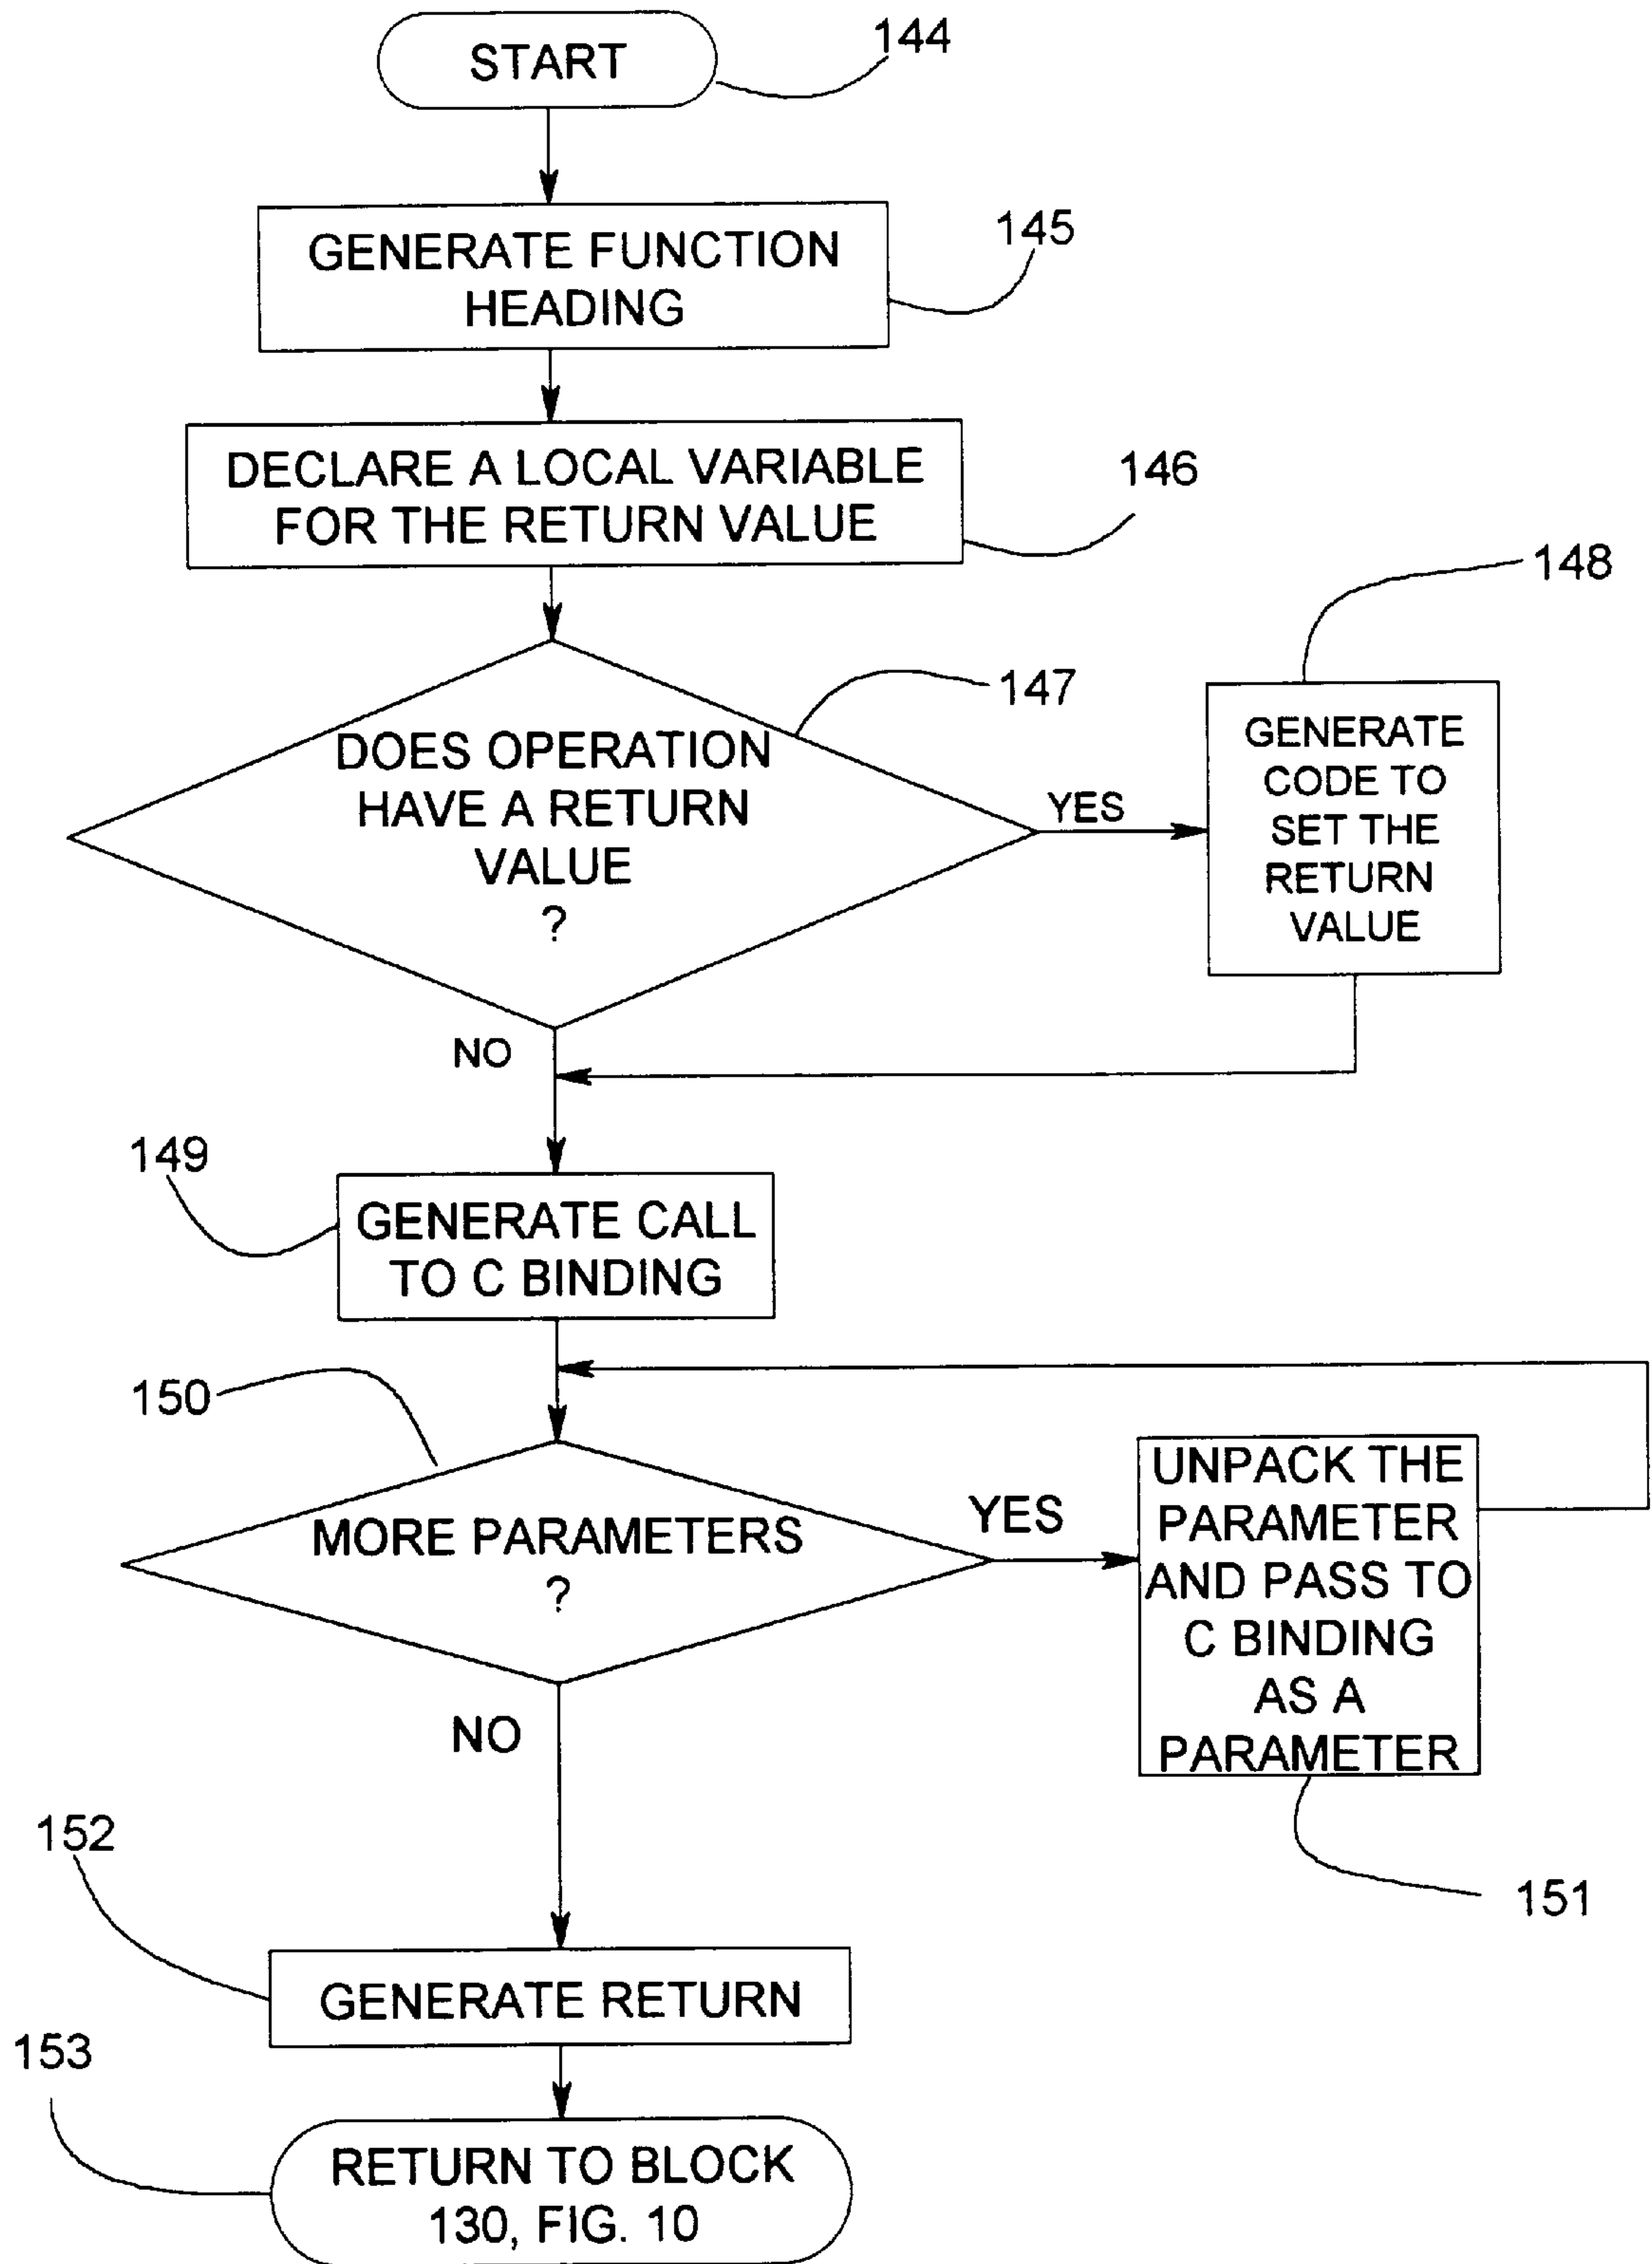 START
144
GENERATE FUNCTION
HEADING
145
DECLARE A LOCAL VARIABLE
FOR THE RETURN VALUE
146
DOES OPERATION
HAVE A RETURN
VALUE
?
147
YES
148
GENERATE
CODE TO
SET THE
RETURN
VALUE
NO
149
GENERATE CALL
TO C BINDING
150
MORE PARAMETERS
?
YES
UNPACK THE
PARAMETER
AND PASS TO
C BINDING
AS A
PARAMETER
151
NO
152
GENERATE RETURN
153
RETURN TO BLOCK
130, FIG. 10